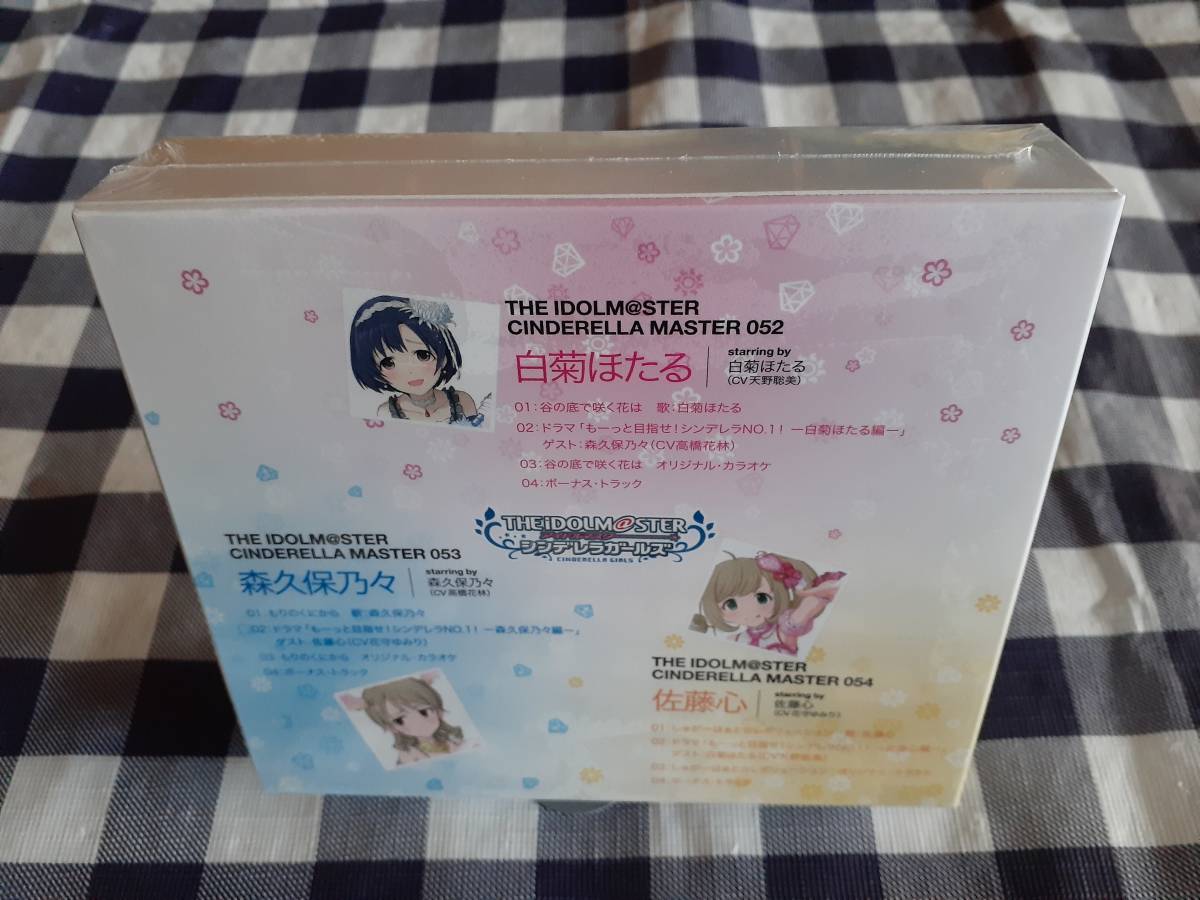 THE IDOLM@STER
CINDERELLA MASTER 052
白菊ほたる
starring by
白菊ほたる
(CV天野聡美)
01:谷の底で咲く花は 歌:白菊ほたる
02:ドラマ「もーっと目指せ!シンデレラNO.1! ー白菊ほたる編ー」
ゲスト:森久保乃々(CV高橋花林)
03:谷の底で咲く花は オリジナル・カラオケ
04:ボーナス・トラック
THE IDOLM@STER
シンデレラガールズ
CINDERELLA GIRLS
THE IDOLM@STER
CINDERELLA MASTER 053
森久保乃々
starring by
森久保乃々
(CV高橋花林)
01:もりのくにから 歌:森久保乃々
02:ドラマ「もーっと目指せ!シンデレラNO.1! ー森久保乃々編ー」
ゲスト:佐藤心(CV花守ゆみり)
03:もりのくにから オリジナル・カラオケ
04:ボーナス・トラック
THE IDOLM@STER
CINDERELLA MASTER 054
佐藤心
starring by
佐藤心
(CV花守ゆみり)